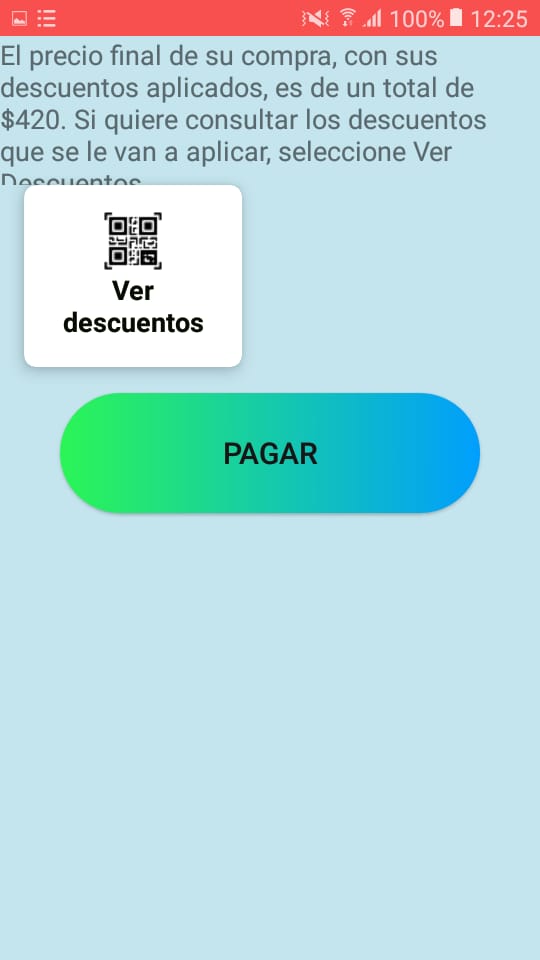 100% 12:25
El precio final de su compra, con sus
descuentos aplicados, es de un total de
$420. Si quiere consultar los descuentos
que se le van a aplicar, seleccione Ver
Descuentos
Ver
descuentos
PAGAR